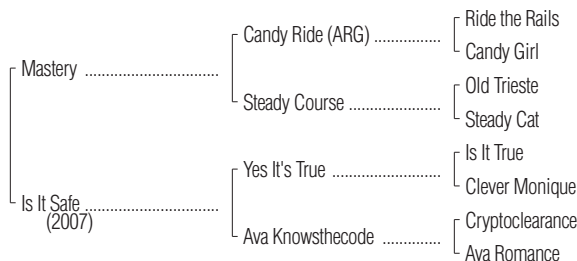 Ride the Rails
Candy Ride (ARG) ..................
Candy Girl
Mastery ..............................
Old Trieste
Steady Course .....................
Steady Cat
Is It True
Yes It's True ........................
Clever Monique
Is It Safe ..............................
(2007)
Cryptoclearance
Ava Knowsthecode ..............
Ava Romance